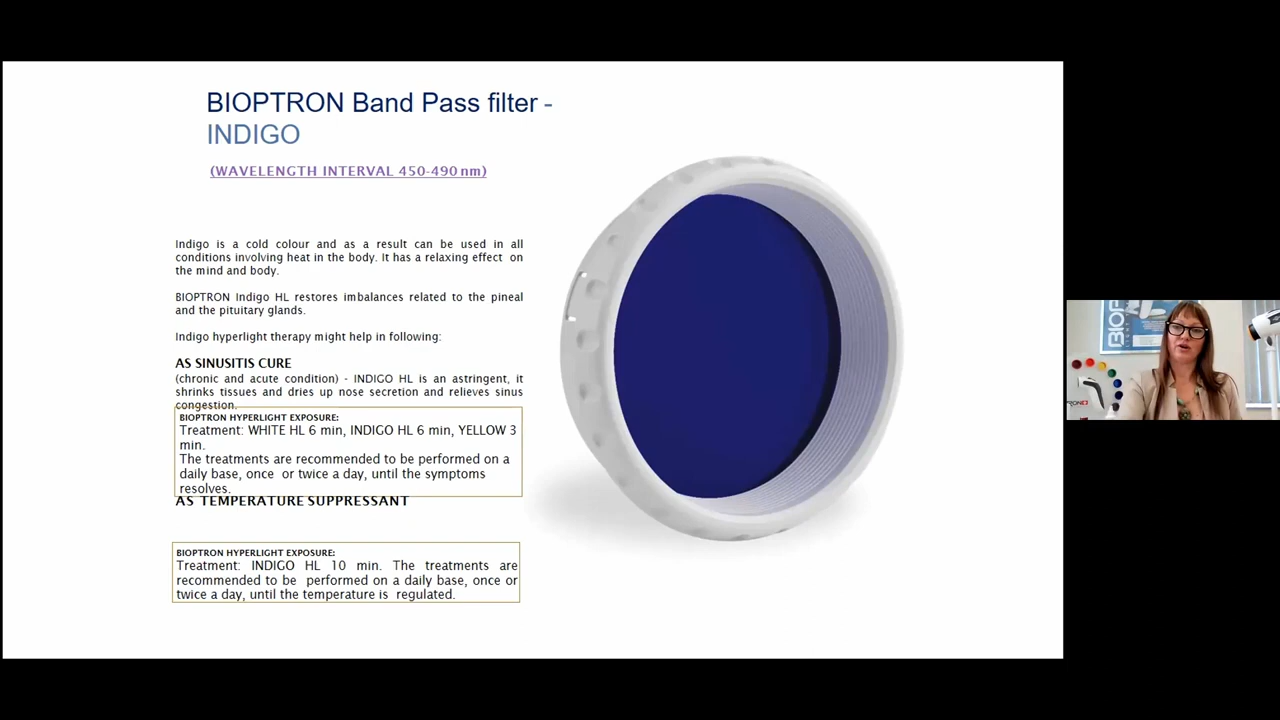 BIOPTRON Band Pass filter -
INDIGO
(WAVELENGTH INTERVAL 450-490 nm)
Indigo is a cold colour and as a result can be used in all
conditions involving heat in the body. It has a relaxing effect on
the mind and body.
BIOPTRON Indigo HL restores imbalances related to the pineal
and the pituitary glands.
Indigo hyperlight therapy might help in following:
AS SINUSITIS CURE
(chronic and acute condition) - INDIGO HL is an astringent, it
shrinks tissues and dries up nose secretion and relieves sinus
congestion.
BIOPTRON HYPERLIGHT EXPOSURE:
Treatment: WHITE HL 6 min, INDIGO HL 6 min, YELLOW 3
min.
The treatments are recommended to be performed on a
daily base, once or twice a day, until the symptoms
resolves.
AS TEMPERATURE SUPPRESSANT
BIOPTRON HYPERLIGHT EXPOSURE:
Treatment: INDIGO HL 10 min. The treatments are
recommended to be performed on a daily base, once or
twice a day, until the temperature is regulated.